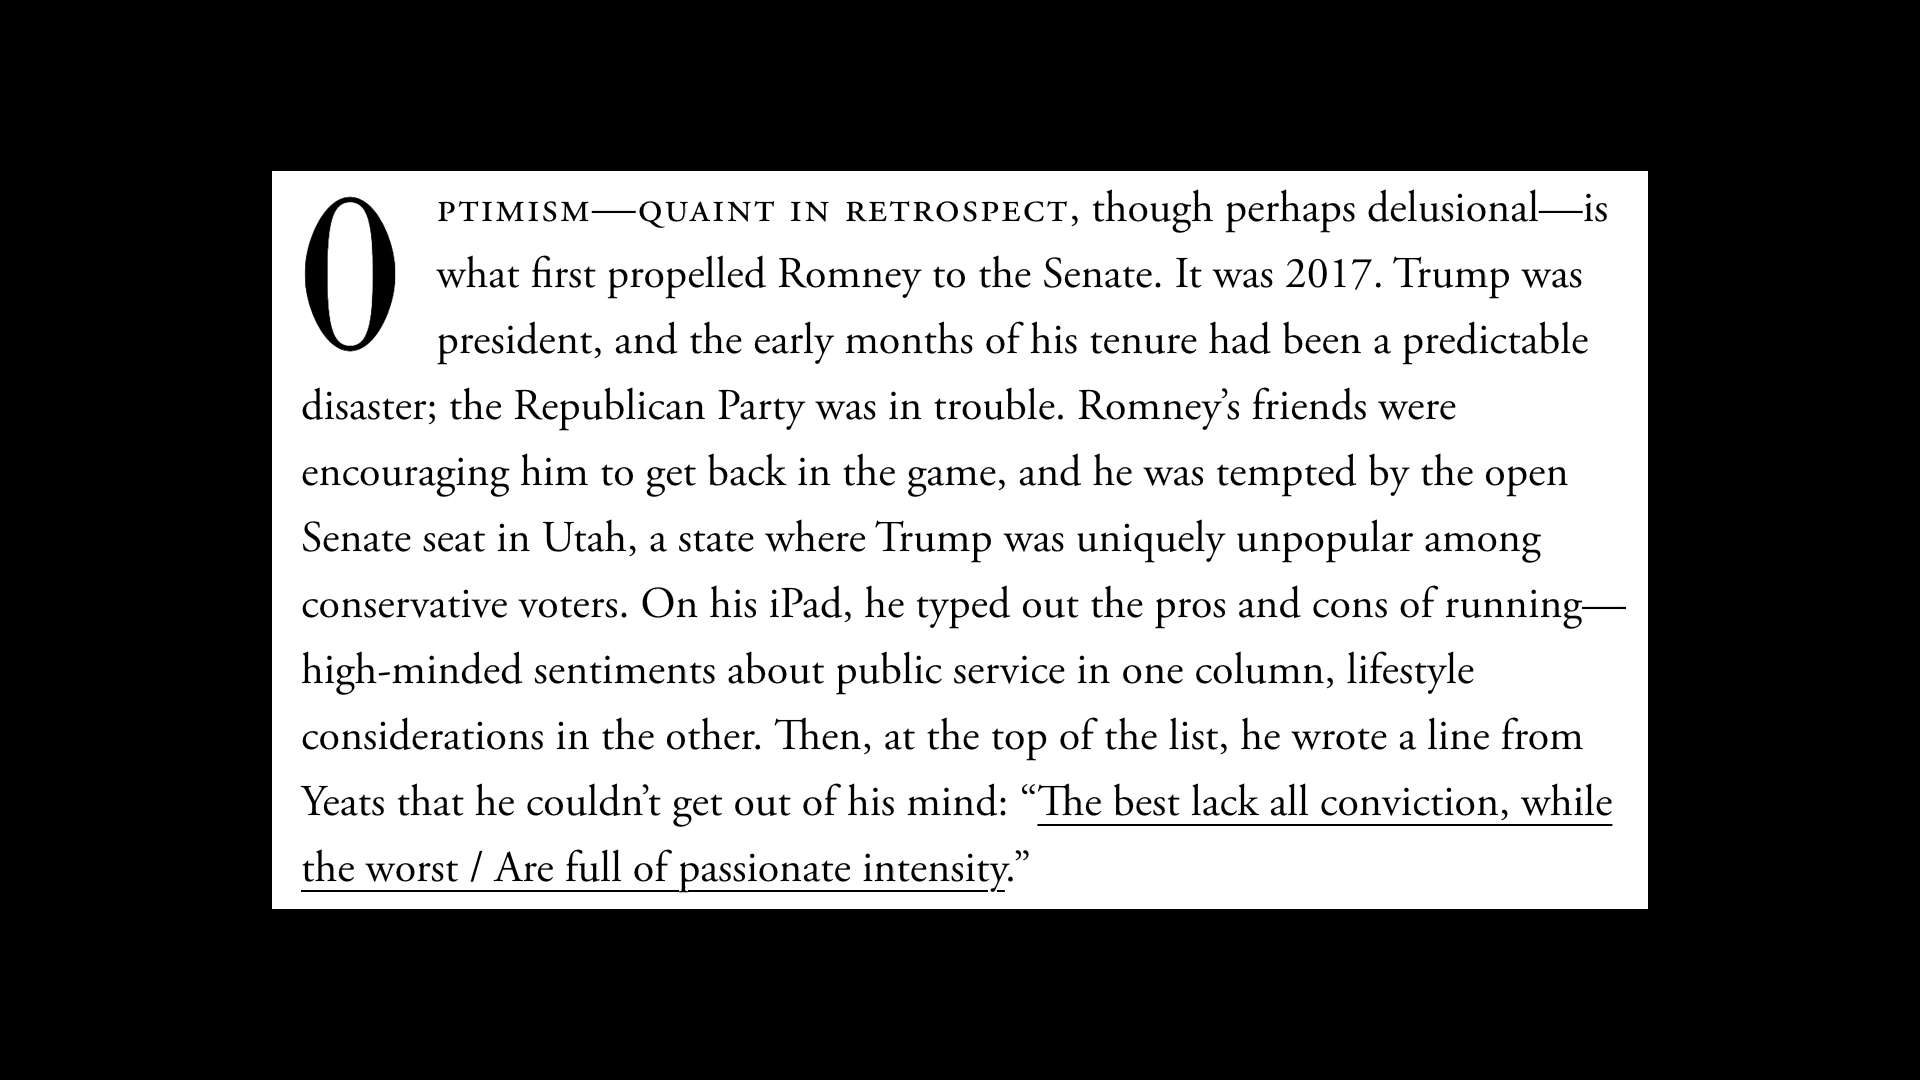 OPTIMISM—QUAINT IN RETROSPECT, though perhaps delusional—is
what first propelled Romney to the Senate. It was 2017. Trump was
president, and the early months of his tenure had been a predictable
disaster; the Republican Party was in trouble. Romney’s friends were
encouraging him to get back in the game, and he was tempted by the open
Senate seat in Utah, a state where Trump was uniquely unpopular among
conservative voters. On his iPad, he typed out the pros and cons of running—
high-minded sentiments about public service in one column, lifestyle
considerations in the other. Then, at the top of the list, he wrote a line from
Yeats that he couldn’t get out of his mind: “The best lack all conviction, while
the worst / Are full of passionate intensity.”